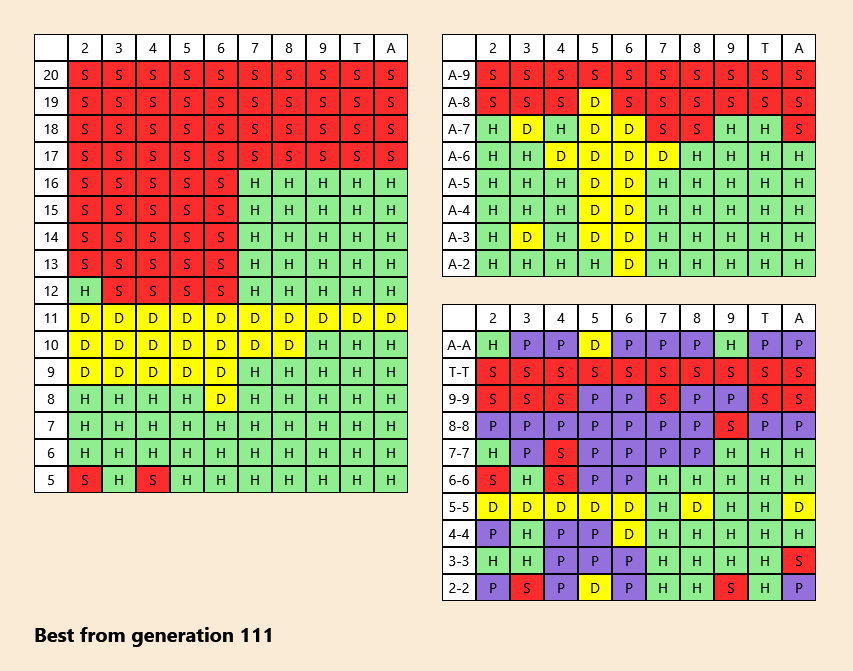 2 3 4 5 6 7 8 9 T A
20 S S S S S S S S S S
19 S S S S S S S S S S
18 S S S S S S S S S S
17 S S S S S S S S S S
16 S S S S S H H H H H
15 S S S S S H H H H H
14 S S S S S H H H H H
13 S S S S S H H H H H
12 H S S S S H H H H H
11 D D D D D D D D D D
10 D D D D D D D H H H
9 D D D D D H H H H H
8 H H H H D H H H H H
7 H H H H H H H H H H
6 H H H H H H H H H H
5 S H S H H H H H H H
2 3 4 5 6 7 8 9 T A
A-9 S S S S S S S S S S
A-8 S S S D S S S S S S
A-7 H D H D D S S H H S
A-6 H H D D D D H H H H
A-5 H H H D D H H H H H
A-4 H H H D D H H H H H
A-3 H D H D D H H H H H
A-2 H H H H D H H H H H
2 3 4 5 6 7 8 9 T A
A-A H P P D P P P H P P
T-T S S S S S S S S S S
9-9 S S S P P S P P S S
8-8 P P P P P P P S P P
7-7 H P S P P P P H H H
6-6 S H S P P H H H H H
5-5 D D D D D H D H H D
4-4 P H P P D H H H H H
3-3 H H P P P H H H H S
2-2 P S P D P H H S H P
Best from generation 111